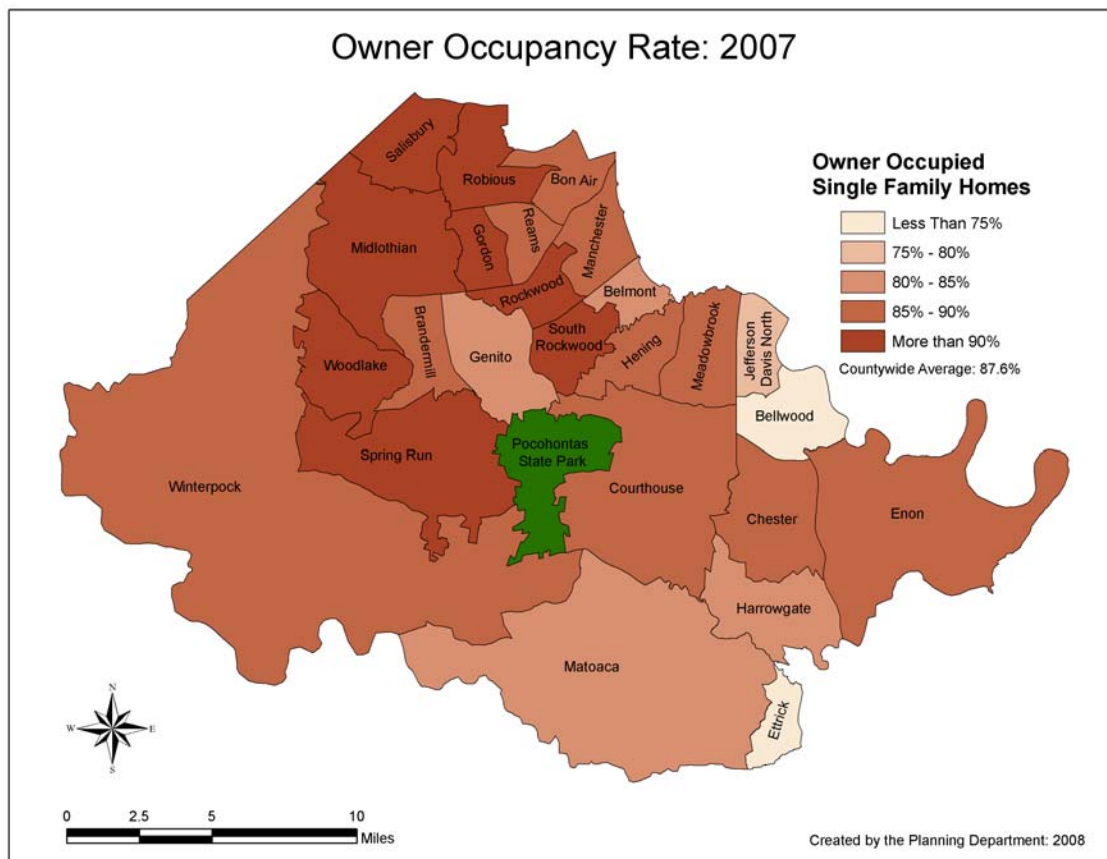 Owner Occupancy Rate: 2007
Salisbury
Robious
Bon Air
Reams
Manchester
Midlothian
Gordon
Rockwood
Belmont
Brandermill
Genito
South
Rockwood
Hening
Meadowbrook
Jefferson
Davis North
Woodlake
Bellwood
Spring Run
Pocohontas
State Park
Winterpock
Courthouse
Chester
Enon
Harrowgate
Matoaca
Ettrick
Owner Occupied
Single Family Homes
Less Than 75%
75% - 80%
80% - 85%
85% - 90%
More than 90%
Countywide Average: 87.6%
N
W E
S
0 2.5 5 10
Miles
Created by the Planning Department: 2008